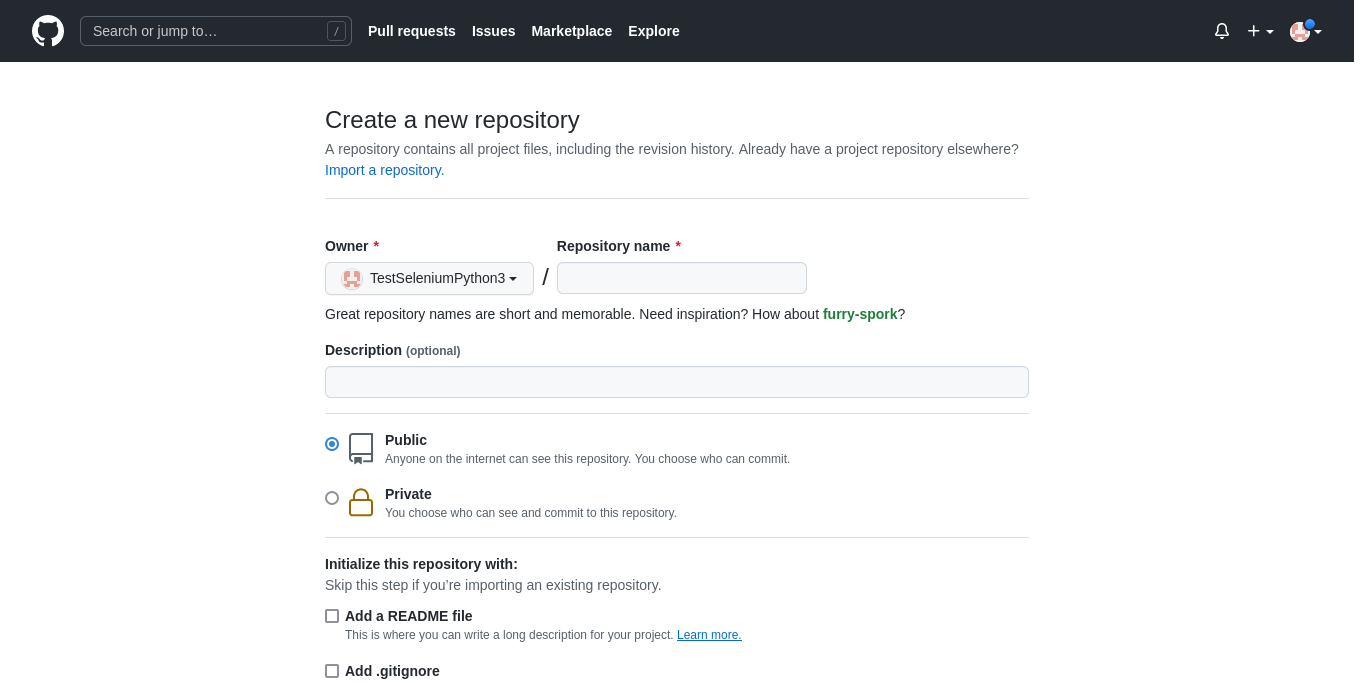 Search or jump to… /
Pull requests Issues Marketplace Explore
Create a new repository
A repository contains all project files, including the revision history. Already have a project repository elsewhere?
Import a repository.
Owner * Repository name *
TestSeleniumPython3 /
Great repository names are short and memorable. Need inspiration? How about furry-spork?
Description (optional)
Public
Anyone on the internet can see this repository. You choose who can commit.
Private
You choose who can see and commit to this repository.
Initialize this repository with:
Skip this step if you’re importing an existing repository.
Add a README file
This is where you can write a long description for your project. Learn more.
Add .gitignore